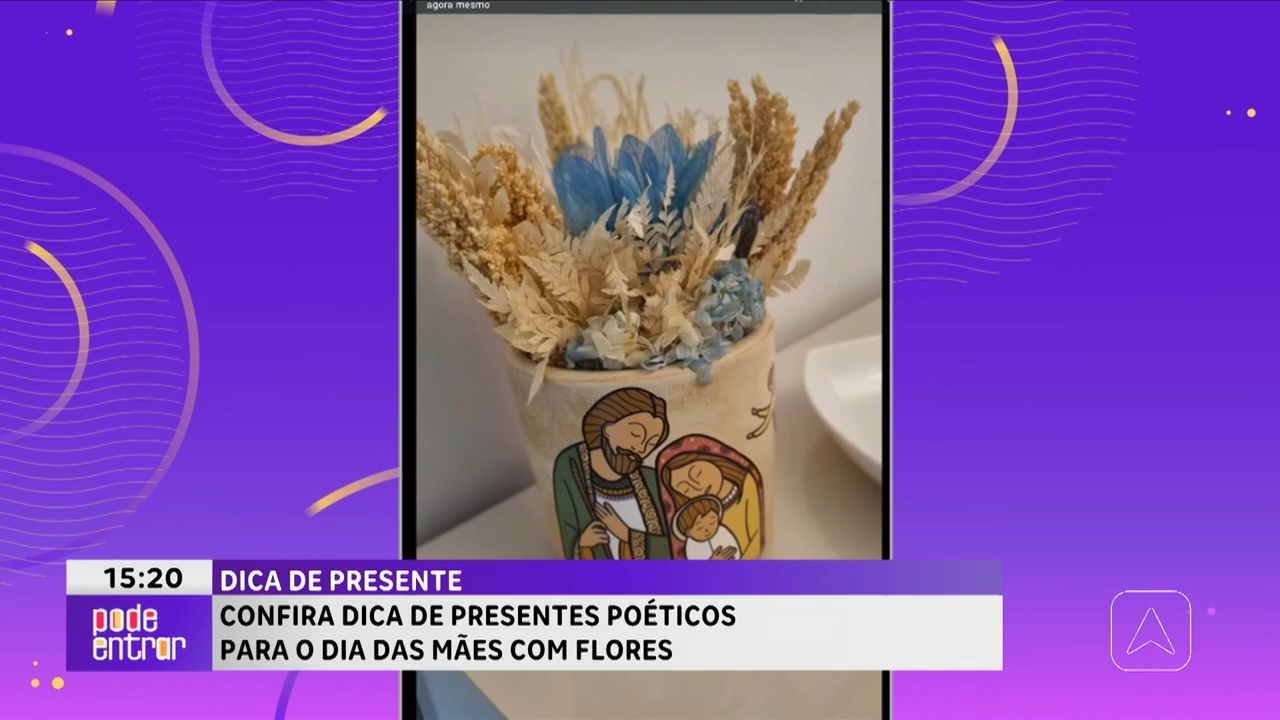 agora mesmo
15:20
DICA DE PRESENTE
pode
entrar
CONFIRA DICA DE PRESENTES POÉTICOS
PARA O DIA DAS MÃES COM FLORES